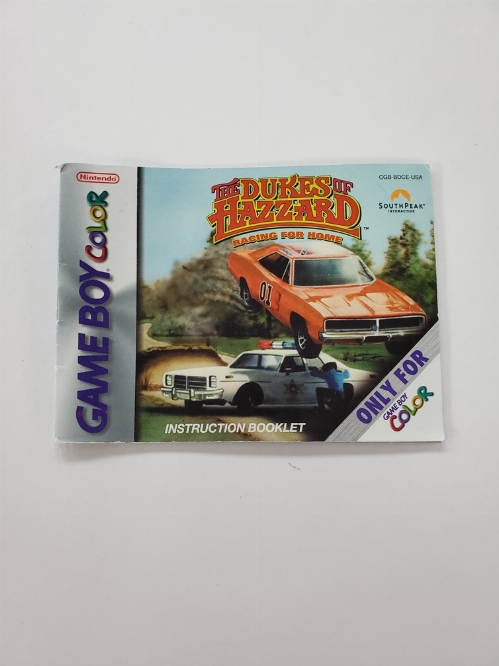 Nintendo
GAME BOY COLOR
THE DUKES OF
HAZZARD
TM
RACING FOR HOME
CGB-BDCE-USA
SOUTHPEAK
INTERACTIVE
01
INSTRUCTION BOOKLET
ONLY FOR
GAME BOY
COLOR